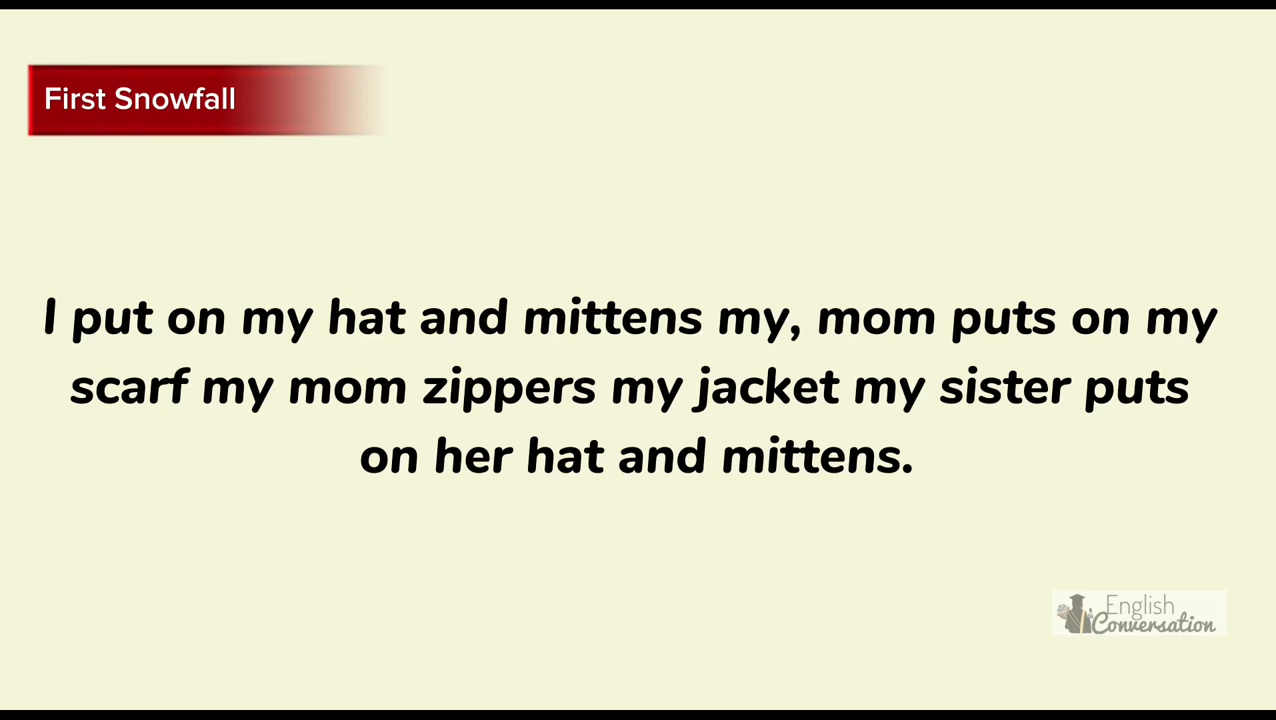 First Snowfall
I put on my hat and mittens my, mom puts on my
scarf my mom zippers my jacket my sister puts
on her hat and mittens.
English
Conversation